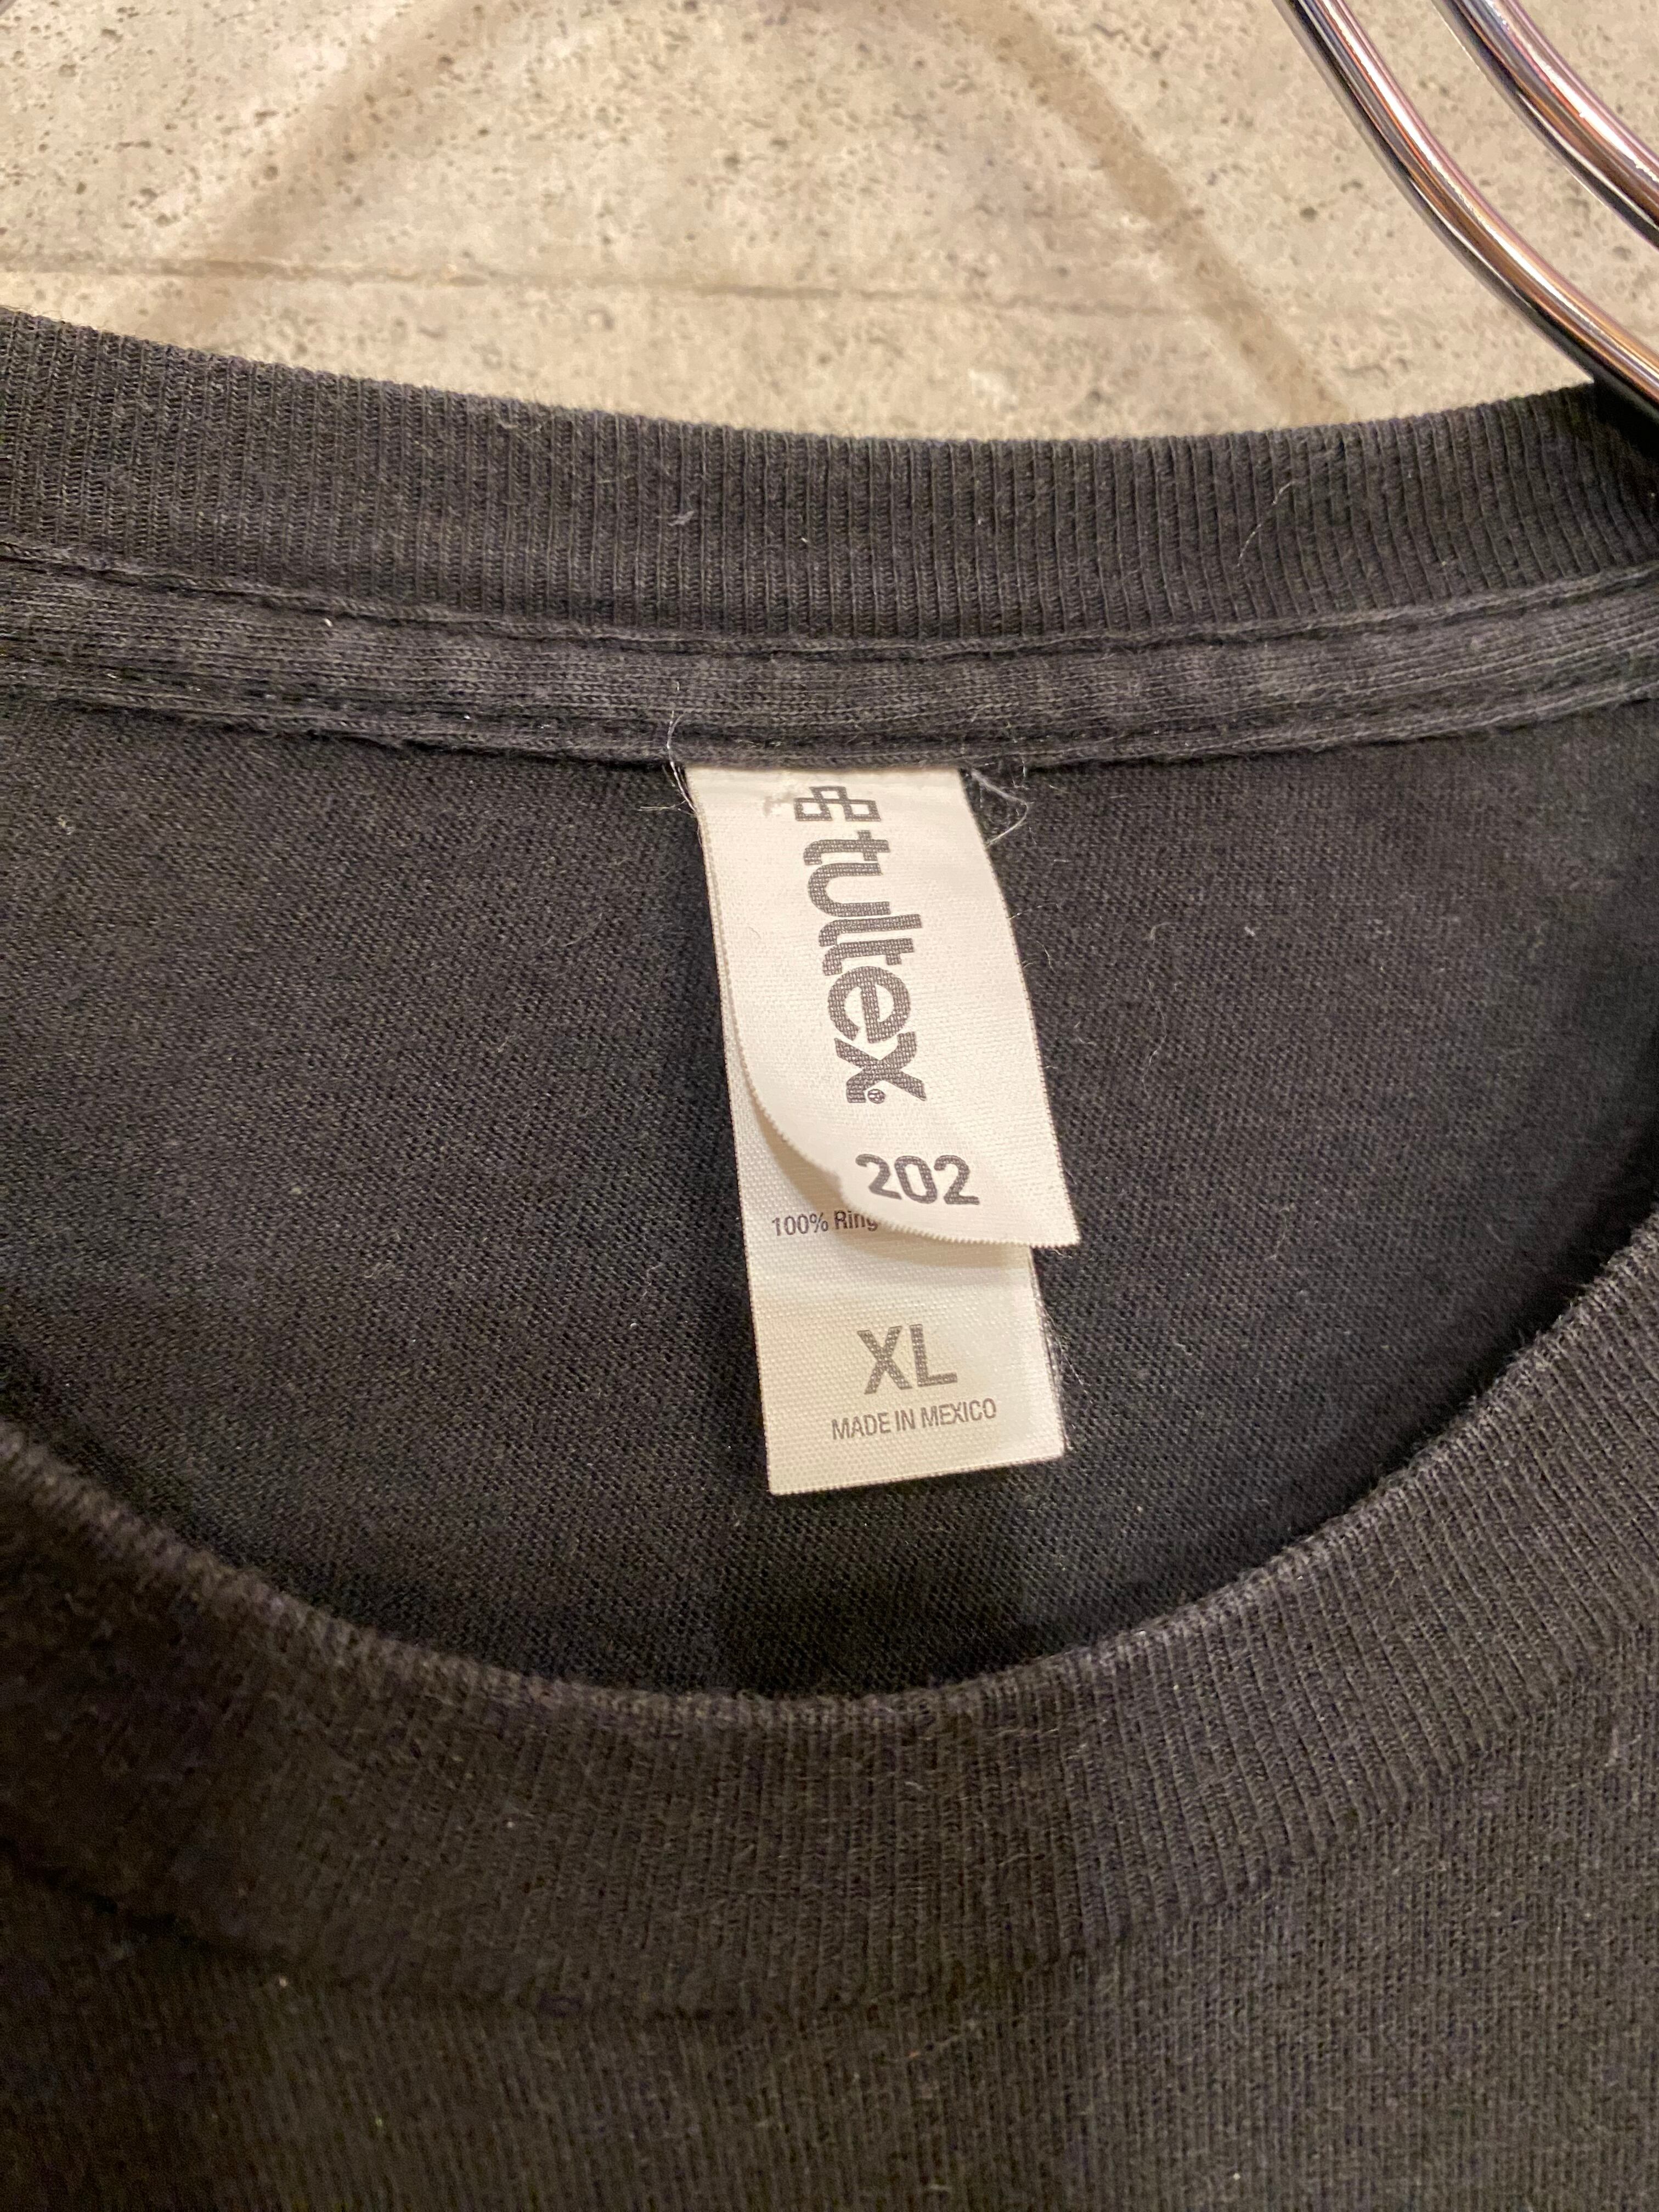 tultex®
202
100% Ring
XL
MADE IN MEXICO